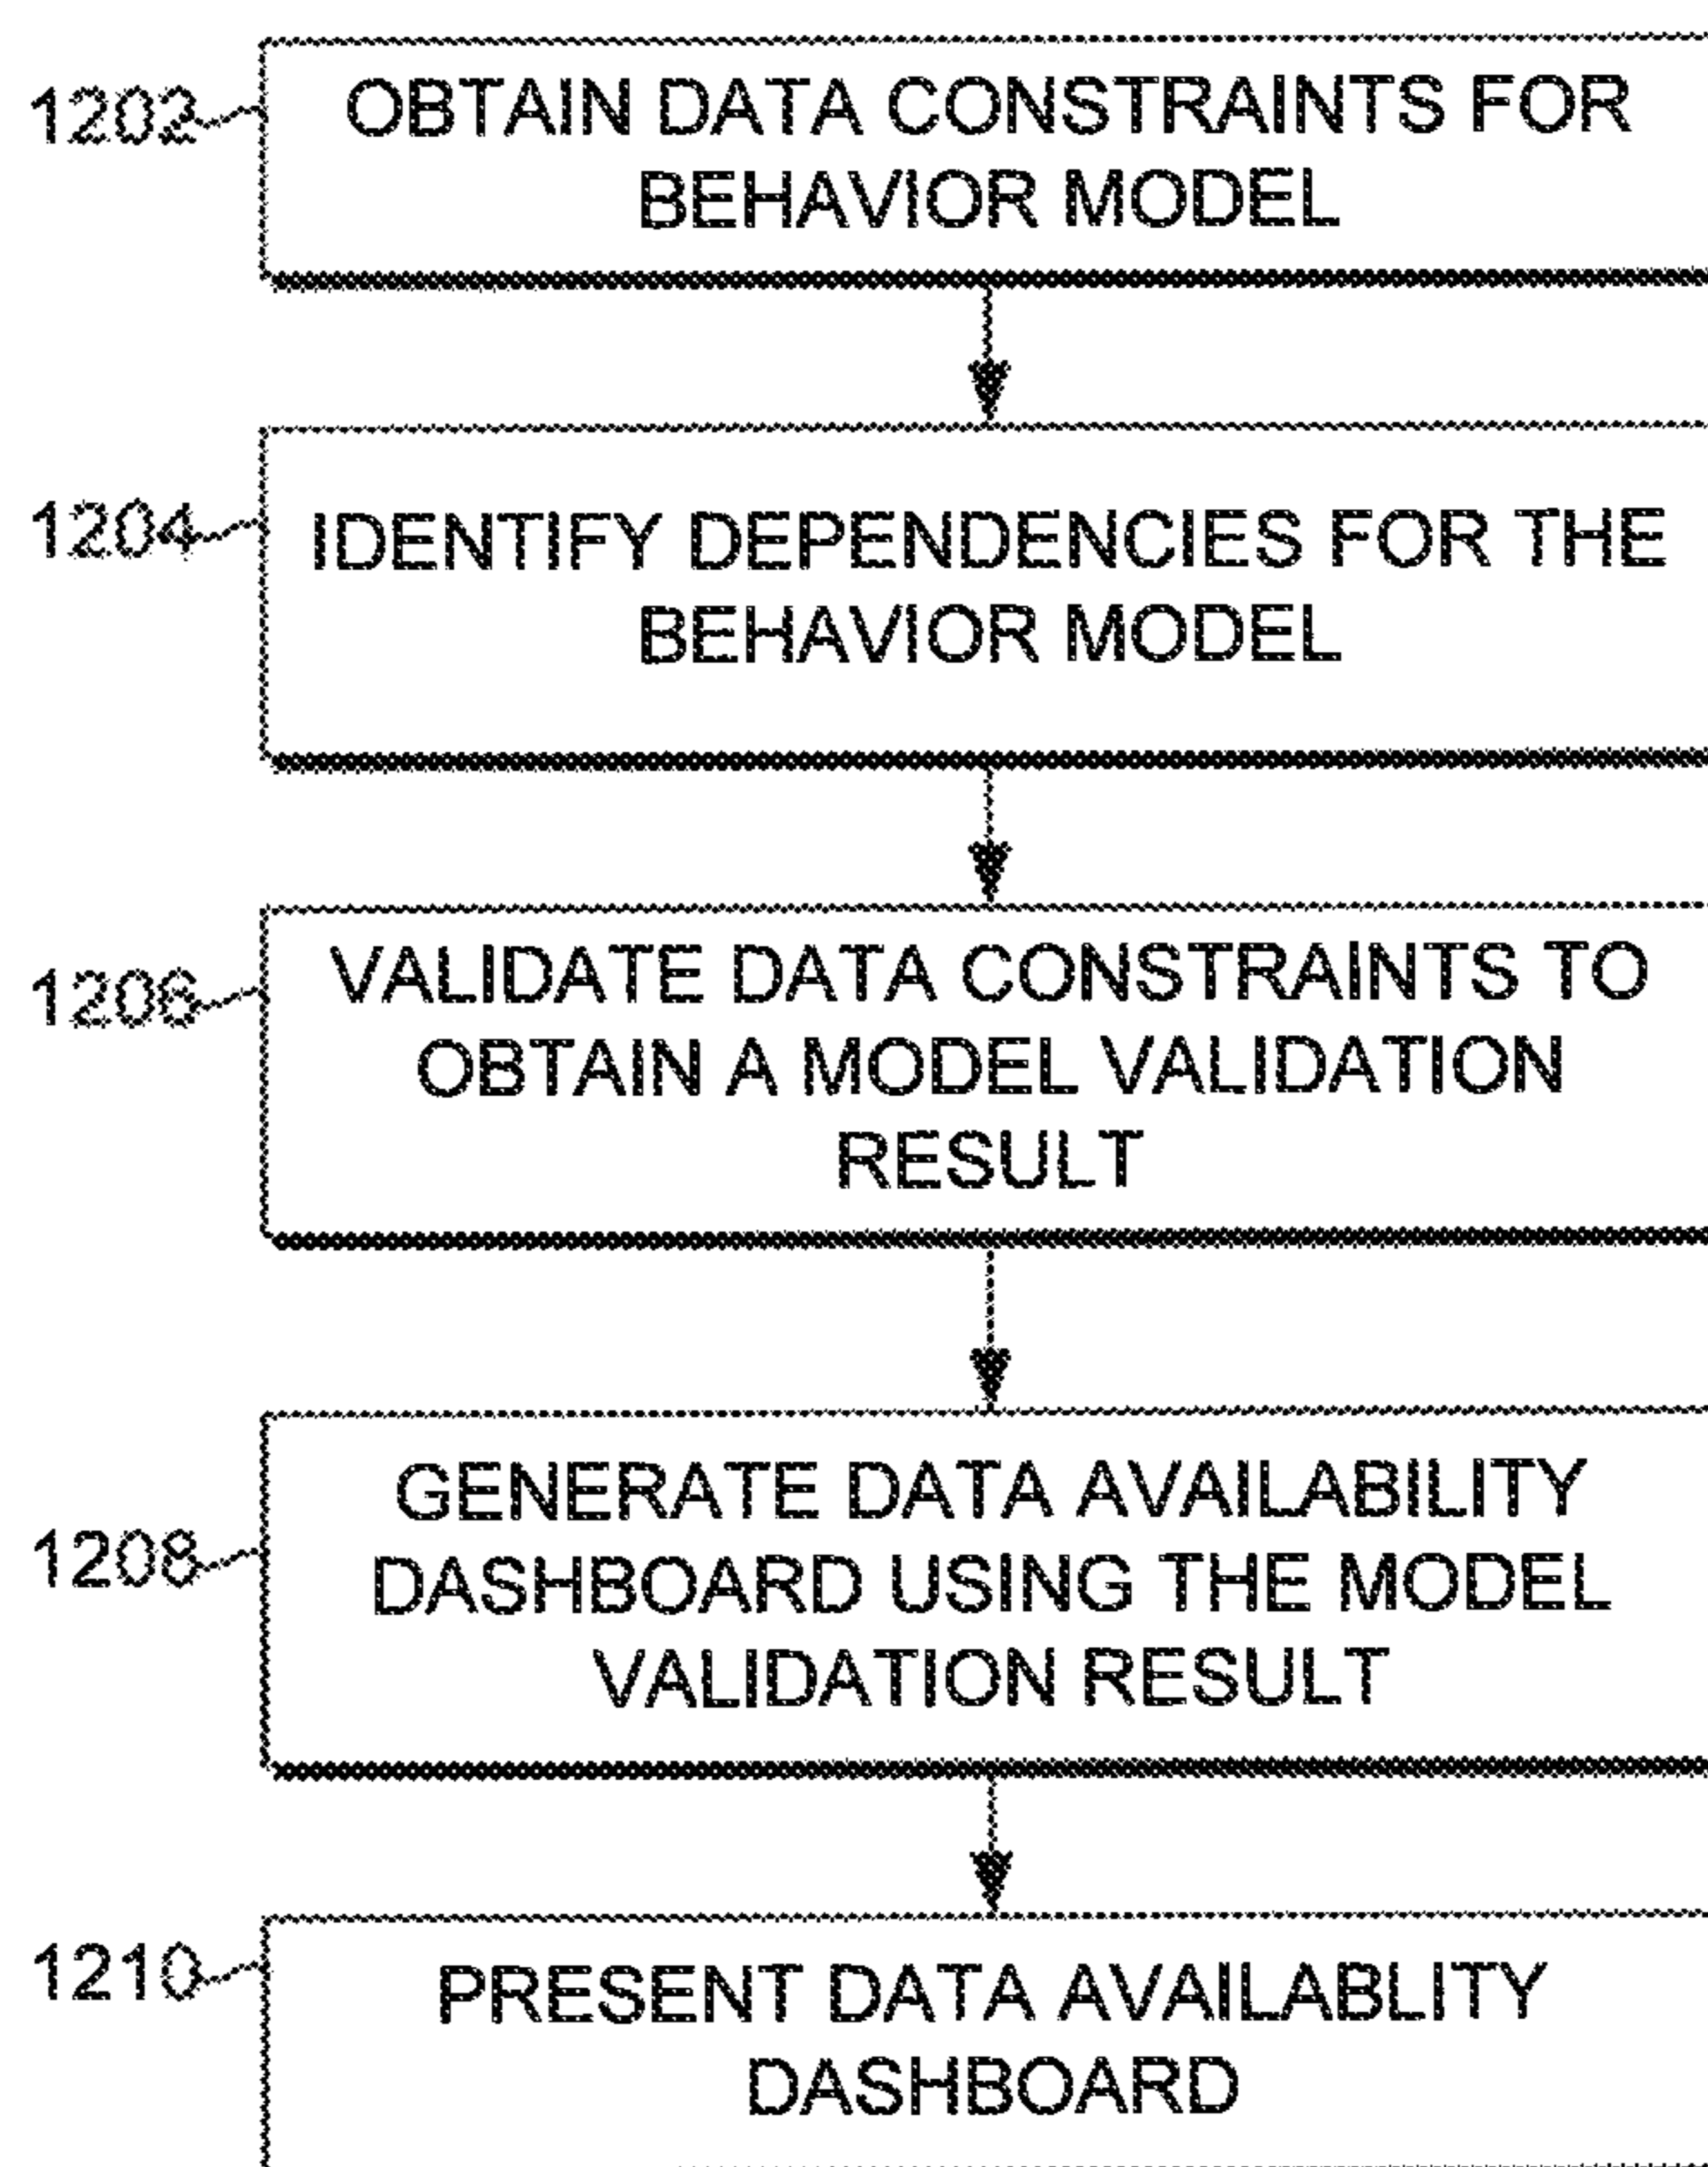 1202 OBTAIN DATA CONSTRAINTS FOR
BEHAVIOR MODEL
1204 IDENTIFY DEPENDENCIES FOR THE
BEHAVIOR MODEL
1206 VALIDATE DATA CONSTRAINTS TO
OBTAIN A MODEL VALIDATION
RESULT
GENERATE DATA AVAILABILITY
1208 DASHBOARD USING THE MODEL
VALIDATION RESULT
1210 PRESENT DATA AVAILABLITY
DASHBOARD